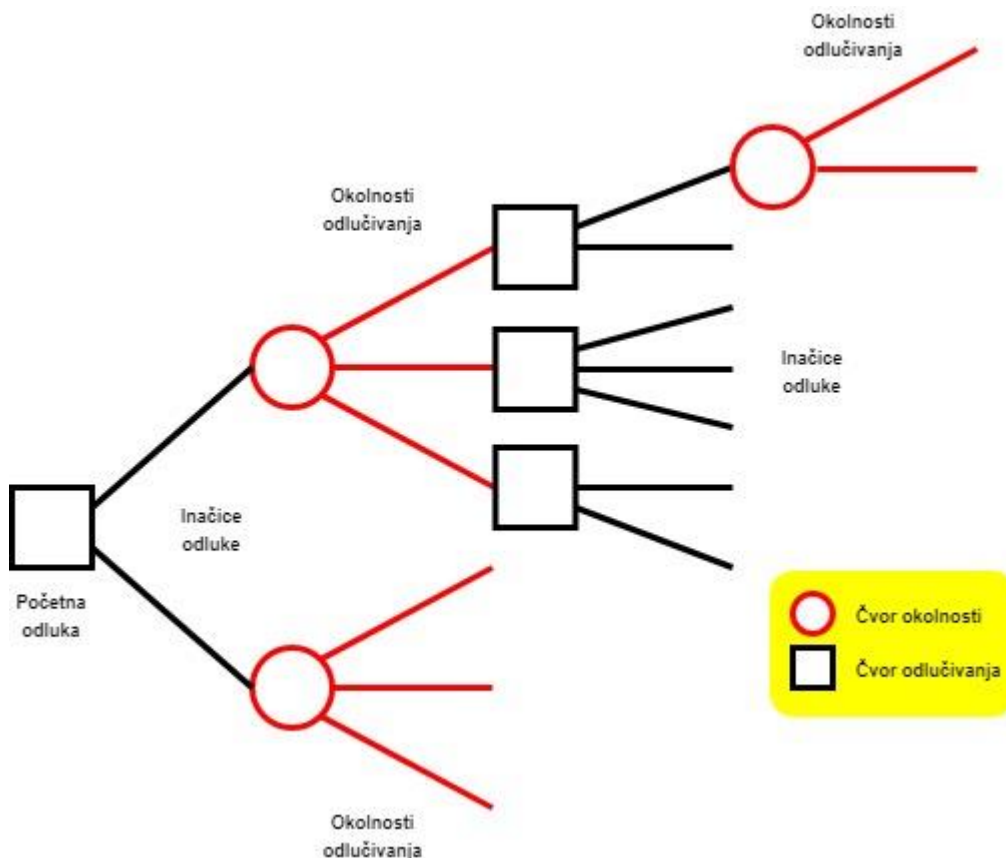 Okolnosti
odlučivanja
Okolnosti
odlučivanja
Inačice
odluke
Inačice
odluke
Početna
odluka
Čvor okolnosti
Čvor odlučivanja
Okolnosti
odlučivanja